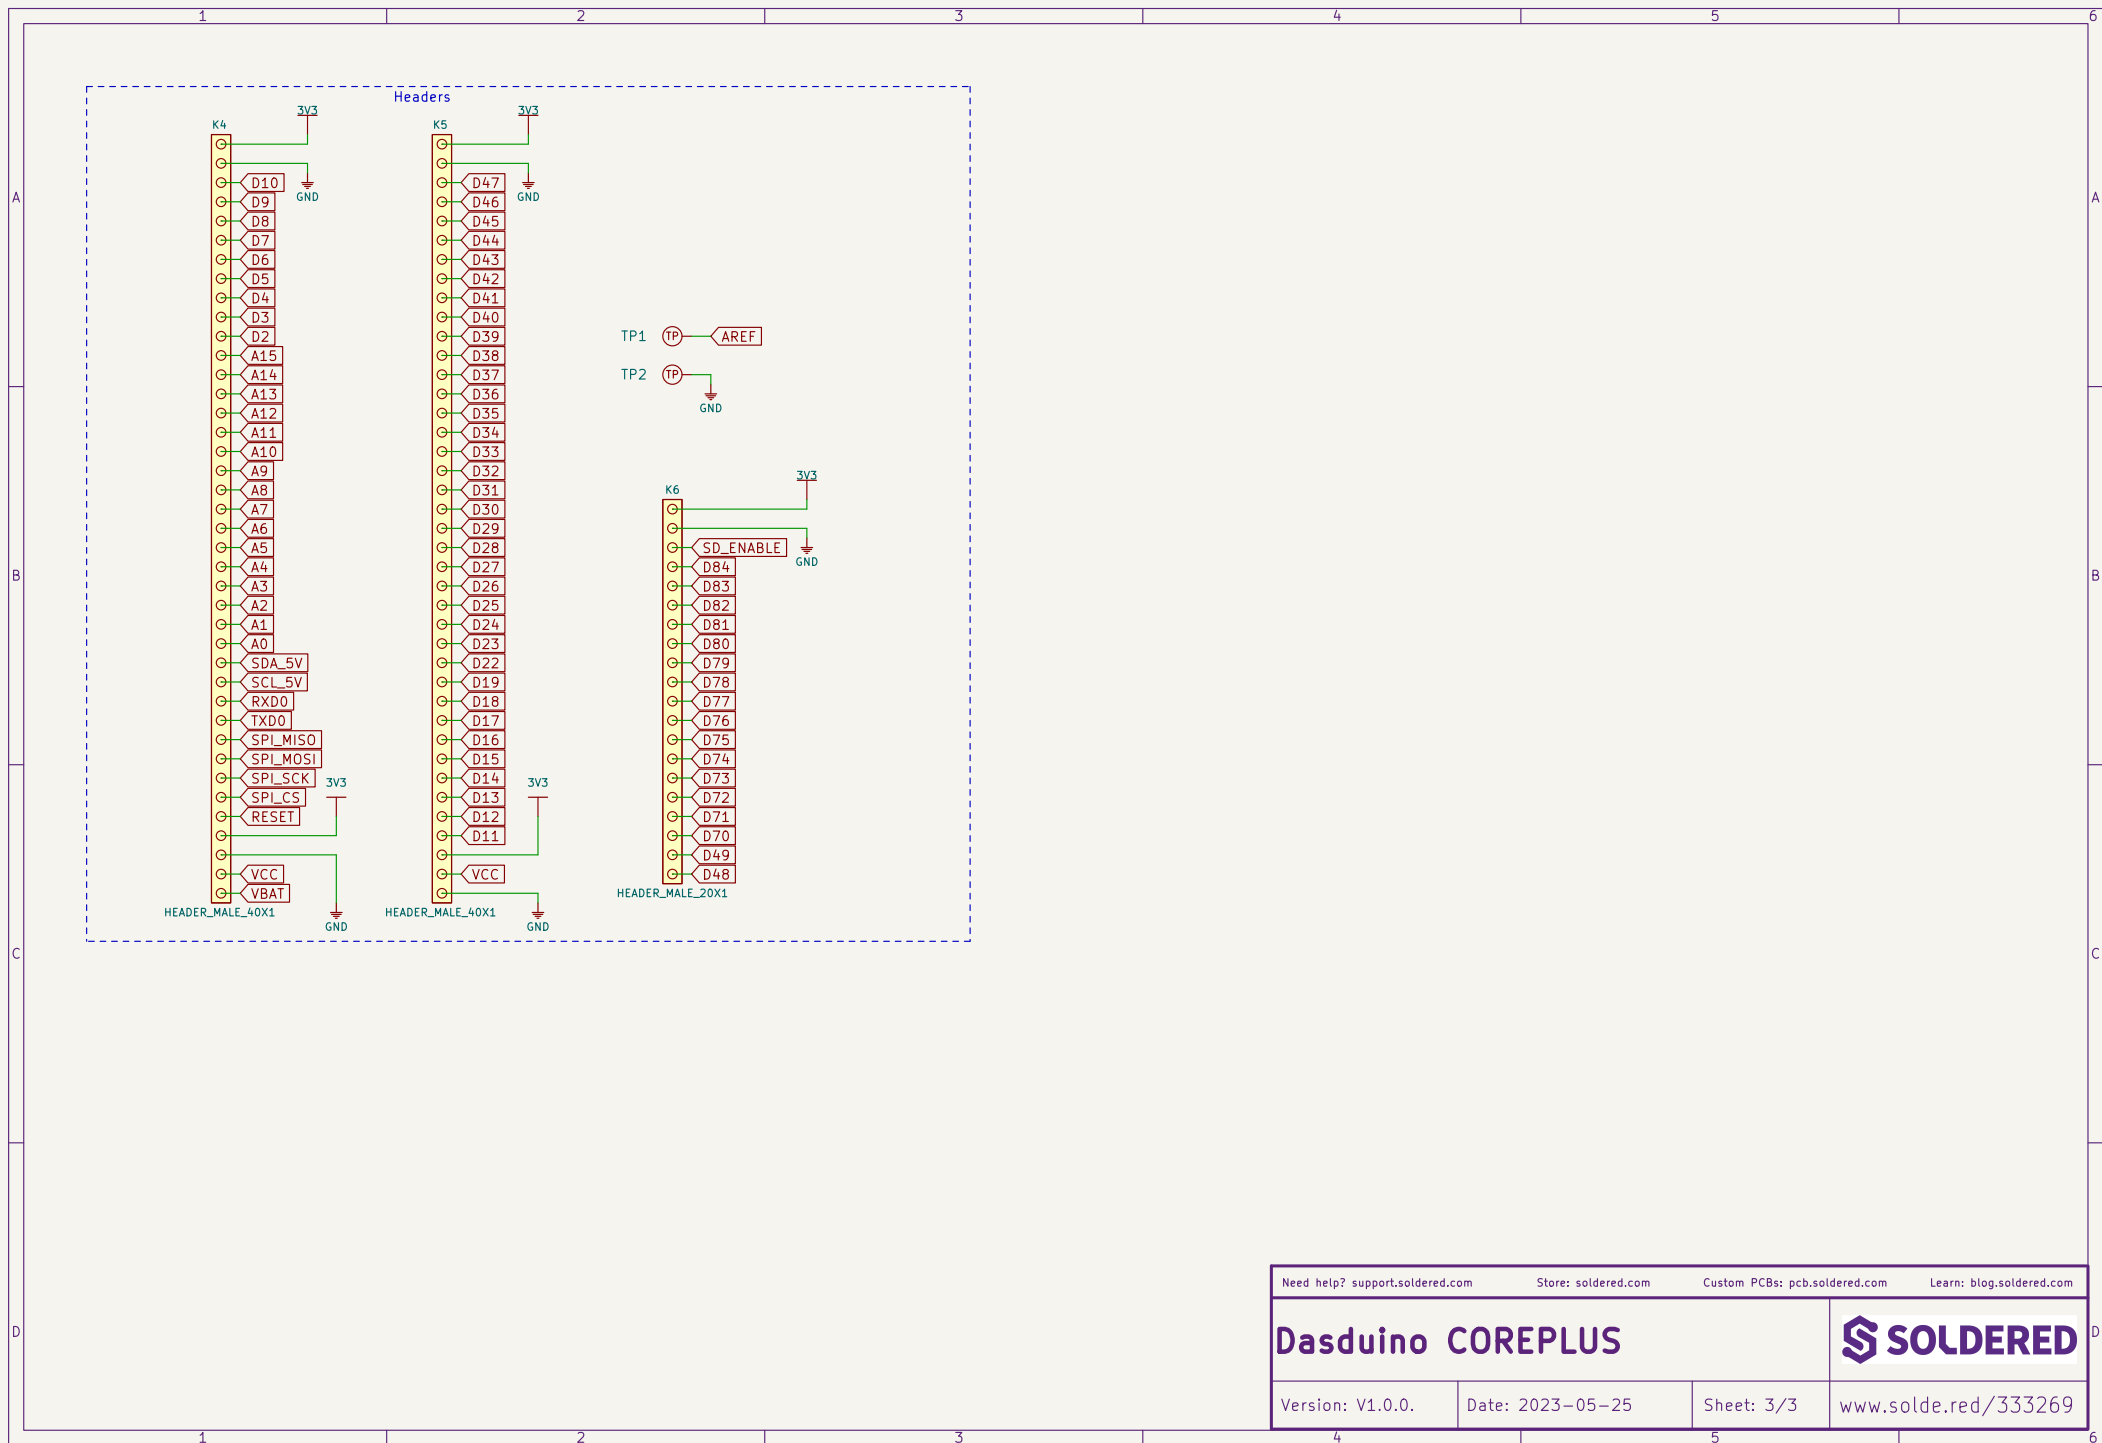 1 2 3 4 5 6
Headers
K4
3V3
GND
D10
D9
D8
D7
D6
D5
D4
D3
D2
A15
A14
A13
A12
A11
A10
A9
A8
A7
A6
A5
A4
A3
A2
A1
A0
SDA_5V
SCL_5V
RXD0
TXD0
SPI_MISO
SPI_MOSI
SPI_SCK
SPI_CS
RESET
3V3
VCC
VBAT
GND
HEADER_MALE_40X1
K5
3V3
GND
D47
D46
D45
D44
D43
D42
D41
D40
D39
D38
D37
D36
D35
D34
D33
D32
D31
D30
D29
D28
D27
D26
D25
D24
D23
D22
D19
D18
D17
D16
D15
D14
D13
D12
D11
3V3
VCC
GND
HEADER_MALE_40X1
TP1 TP AREF
TP2 TP
GND
K6
3V3
GND
SD_ENABLE
D84
D83
D82
D81
D80
D79
D78
D77
D76
D75
D74
D73
D72
D71
D70
D49
D48
HEADER_MALE_20X1
A A
B B
C C
D D
Need help? support.soldered.com Store: soldered.com Custom PCBs: pcb.soldered.com Learn: blog.soldered.com
Dasduino COREPLUS
SOLDERED
Version: V1.0.0. Date: 2023-05-25 Sheet: 3/3 www.solde.red/333269
1 2 3 4 5 6